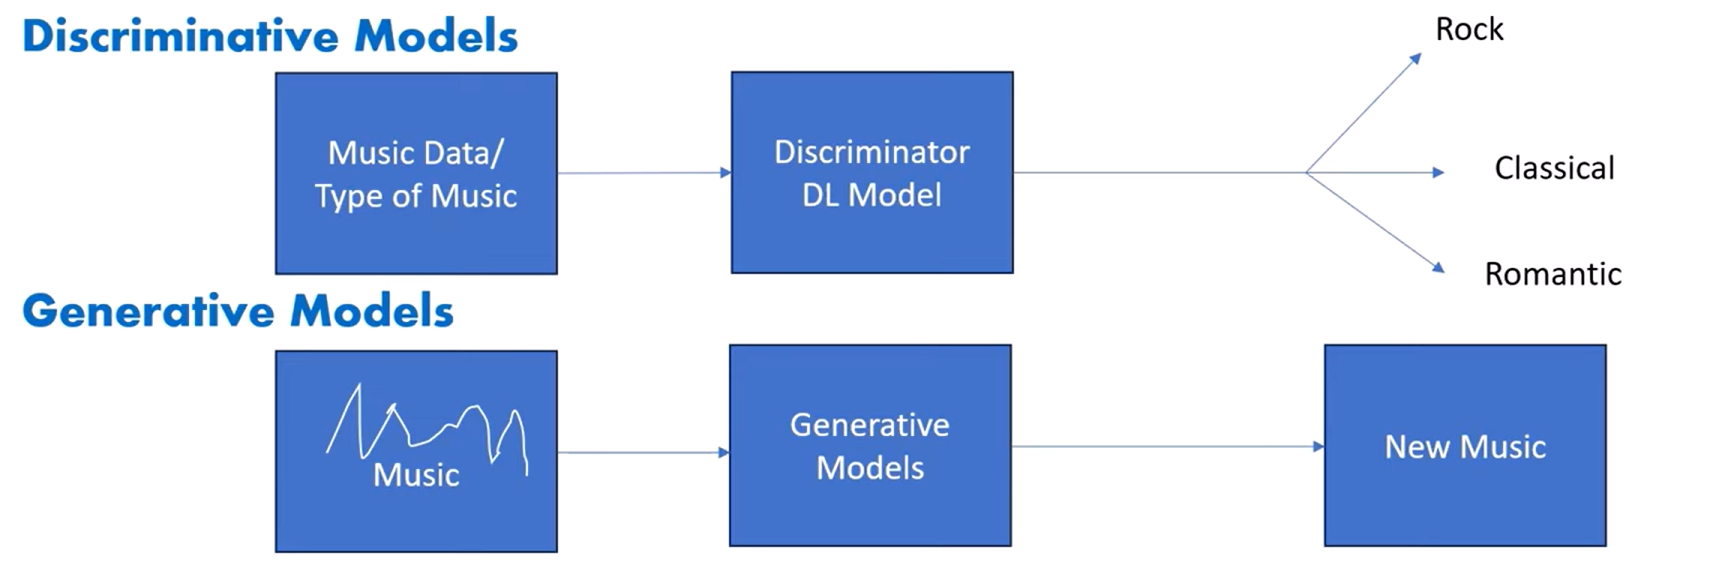 Discriminative Models
Rock
Music Data/
Type of Music
Discriminator
DL Model
Classical
Romantic
Generative Models
Music
Generative
Models
New Music